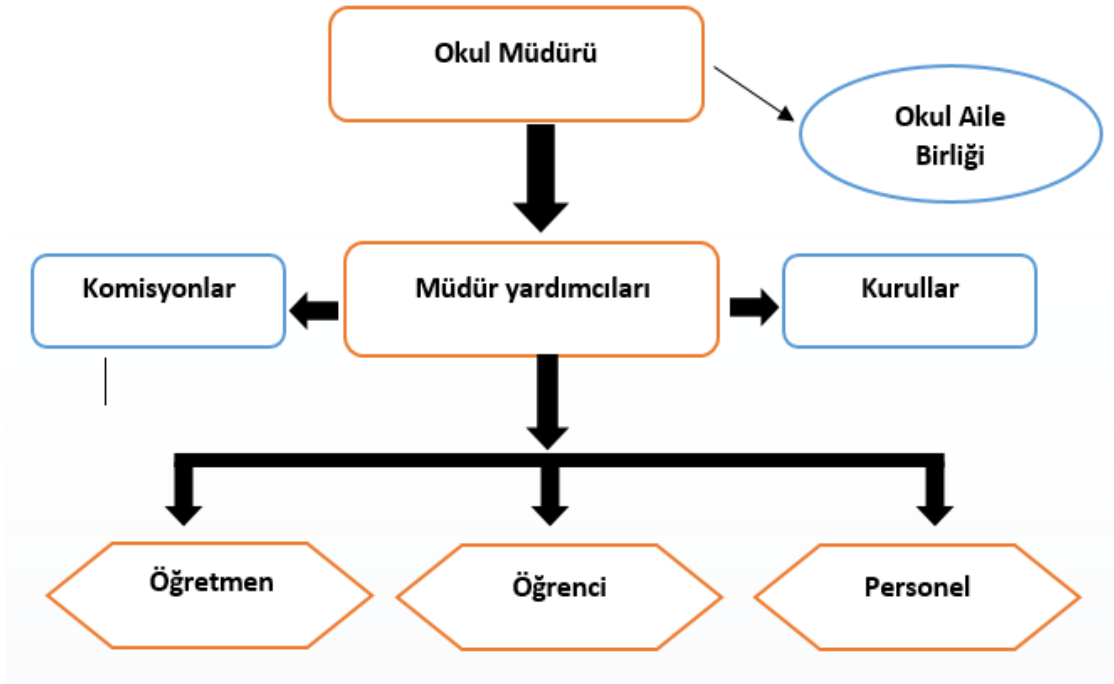 Okul Müdürü
Okul Aile
Birliği
Komisyonlar
Müdür yardımcıları
Kurullar
Öğretmen
Öğrenci
Personel